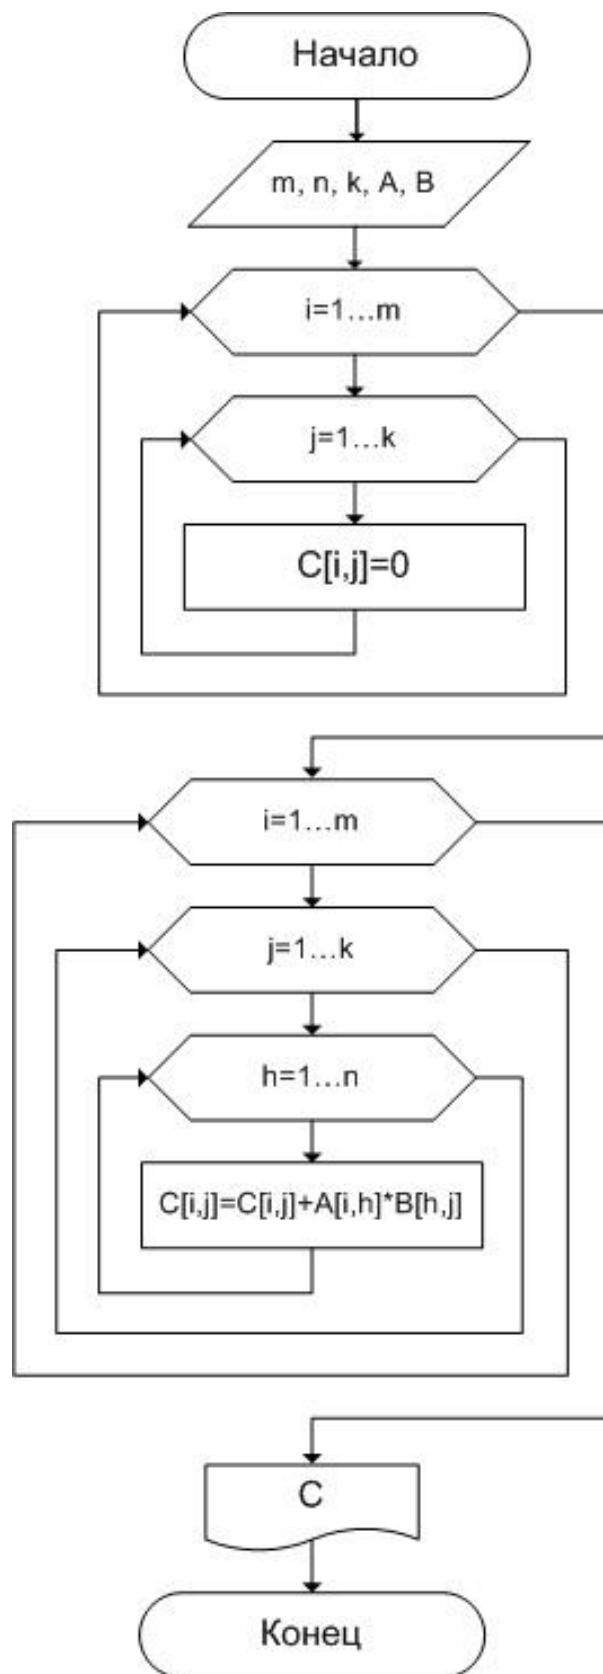 Начало
m, n, k, A, B
i=1...m
j=1...k
C[i,j]=0
i=1...m
j=1...k
h=1...n
C[i,j]=C[i,j]+A[i,h]*B[h,j]
C
Конец